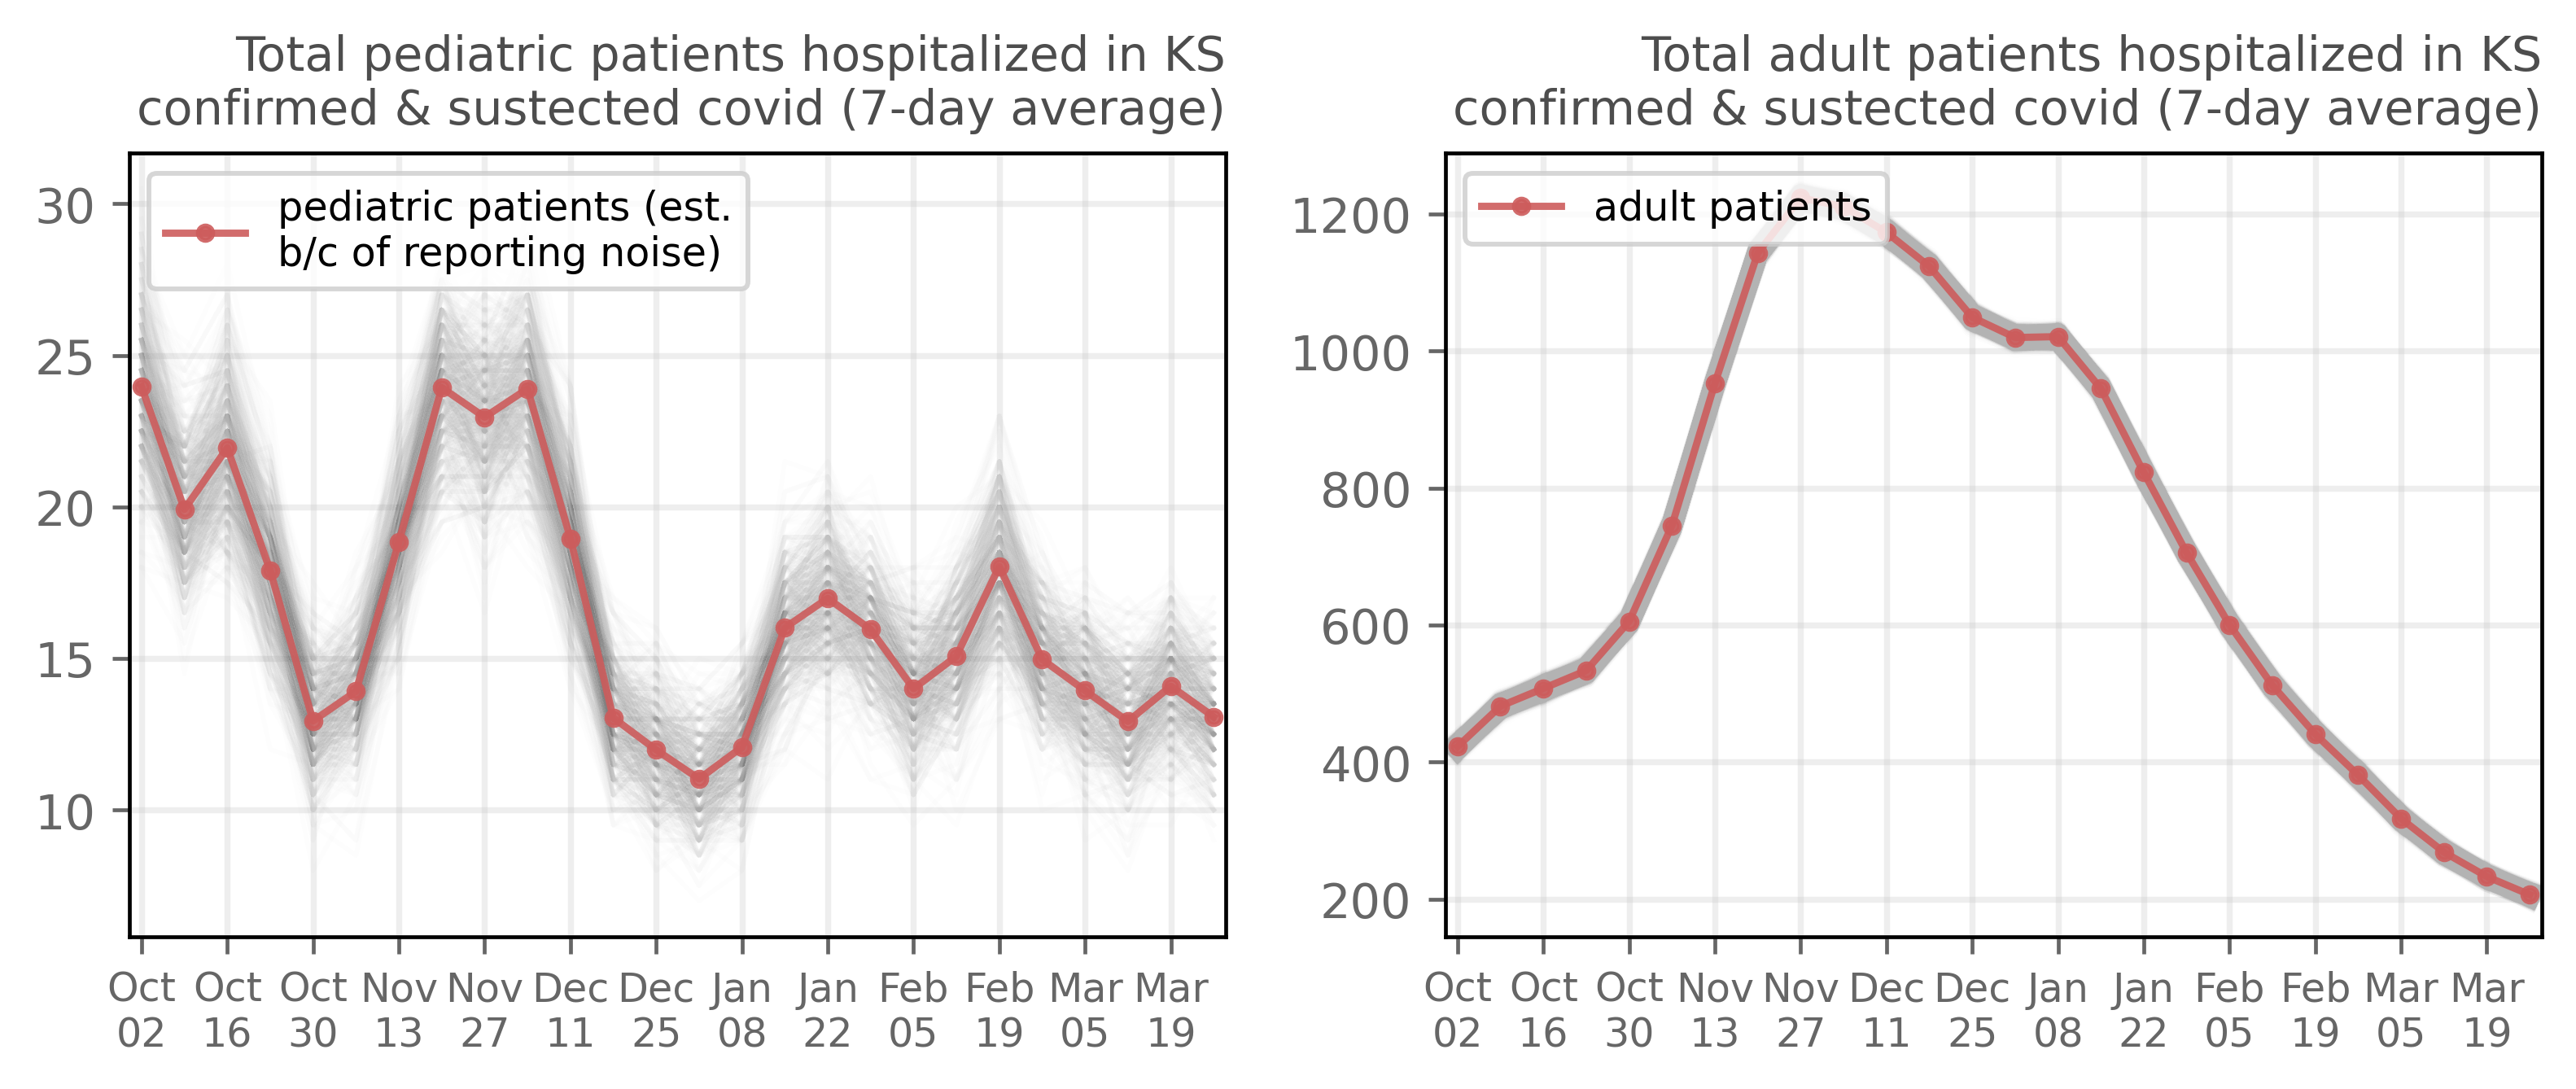 Total pediatric patients hospitalized in KS
confirmed & sustected covid (7-day average)
pediatric patients (est.
b/c of reporting noise)
30
25
20
15
10
Oct Oct Oct Nov Nov Dec Dec Jan Jan Feb Feb Mar Mar
02 16 30 13 27 11 25 08 22 05 19 05 19
Total adult patients hospitalized in KS
confirmed & sustected covid (7-day average)
adult patients
1200
1000
800
600
400
200
Oct Oct Oct Nov Nov Dec Dec Jan Jan Feb Feb Mar Mar
02 16 30 13 27 11 25 08 22 05 19 05 19